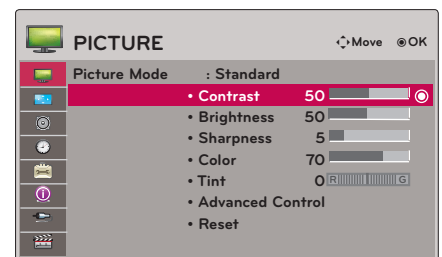 PICTURE Move OK
Picture Mode : Standard
• Contrast 50
• Brightness 50
• Sharpness 5
• Color 70
• Tint 0 R G
• Advanced Control
• Reset